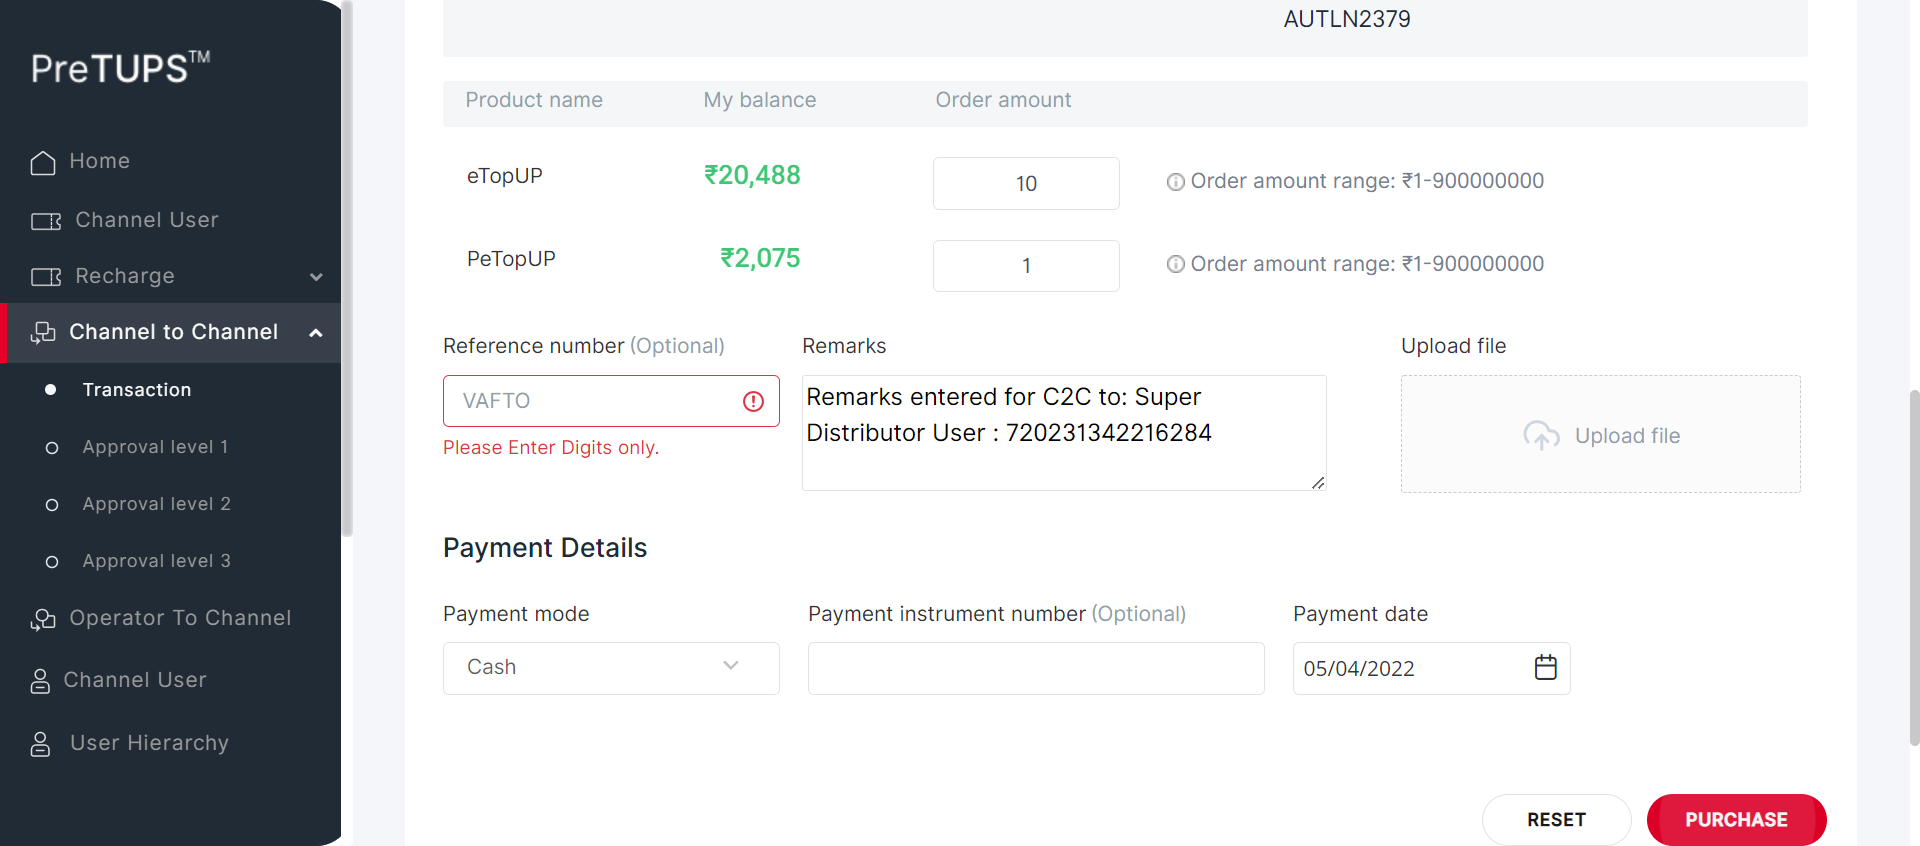 PreTUPS™
Home
Channel User
Recharge
Channel to Channel
Transaction
Approval level 1
Approval level 2
Approval level 3
Operator To Channel
Channel User
User Hierarchy
AUTLN2379
Product name My balance Order amount
eTopUP ₹20,488 10 Order amount range: ₹1-900000000
PeTopUP ₹2,075 1 Order amount range: ₹1-900000000
Reference number (Optional) Remarks Upload file
VAFTO
Please Enter Digits only.
Remarks entered for C2C to: Super
Distributor User : 720231342216284
Upload file
Payment Details
Payment mode Payment instrument number (Optional) Payment date
Cash 05/04/2022
RESET PURCHASE